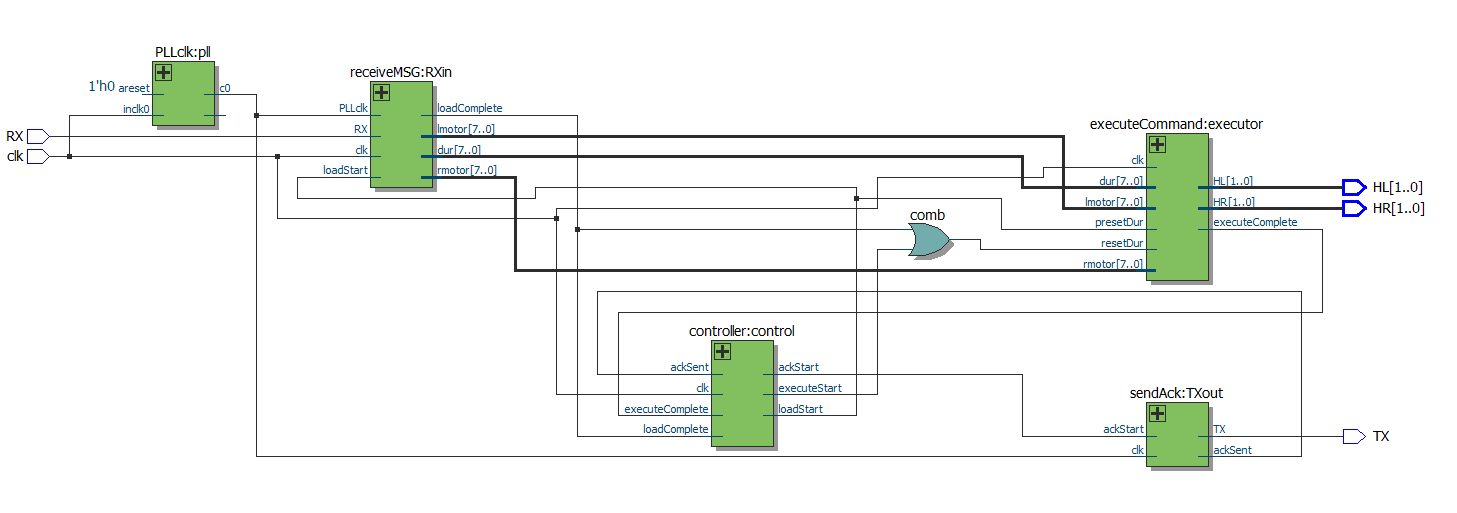 PLLclk:pll
1'h0 areset
c0
inclk0
RX
clk
receiveMSG:RXin
PLLclk
loadComplete
RX
lmotor[7..0]
clk
dur[7..0]
loadStart
rmotor[7..0]
executeCommand:executor
clk
dur[7..0]
HL[1..0]
HL[1..0]
lmotor[7..0]
HR[1..0]
HR[1..0]
presetDur
executeComplete
resetDur
rmotor[7..0]
comb
controller:control
ackSent
ackStart
clk
executeStart
executeComplete
loadStart
loadComplete
sendAck:TXout
ackStart
TX
TX
clk
ackSent